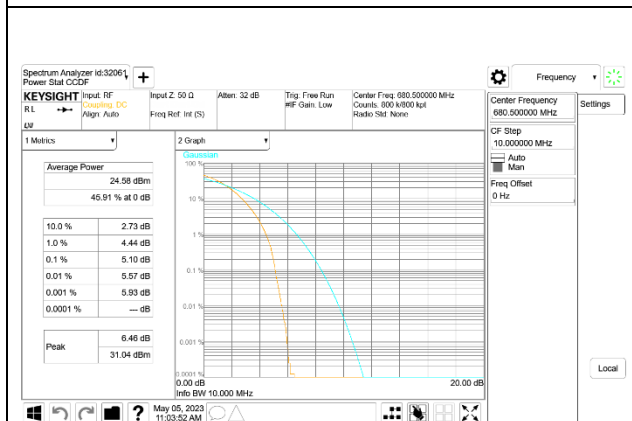 Spectrum Analyzer Id:32061
Power Stat CCDF
KEYSIGHT Input: RF
RL
Coupling: DC
Align: Auto
Input Z: 50 Ω
Freq Ref: Int (S)
Atten: 32 dB
Trig: Free Run
#IF Gain: Low
Center Freq: 680.500000 MHz
Counts: 800 k/800 kpt
Radio Std: None
1 Metrics
Average Power
24.58 dBm
45.91 % at 0 dB
10.0 % 2.73 dB
1.0 % 4.44 dB
0.1 % 5.10 dB
0.01 % 5.57 dB
0.001 % 5.93 dB
0.0001 % --- dB
Peak
6.46 dB
31.04 dBm
2 Graph
Gaussian
100 %
10 %
1 %
0.1 %
0.01 %
0.001 %
0.0001 %
0.00 dB 20.00 dB
Info BW 10.000 MHz
Frequency
Center Frequency
680.500000 MHz
CF Step
10.000000 MHz
Auto
Man
Freq Offset
0 Hz
Settings
Local
?
May 05, 2023
11:03:52 AM